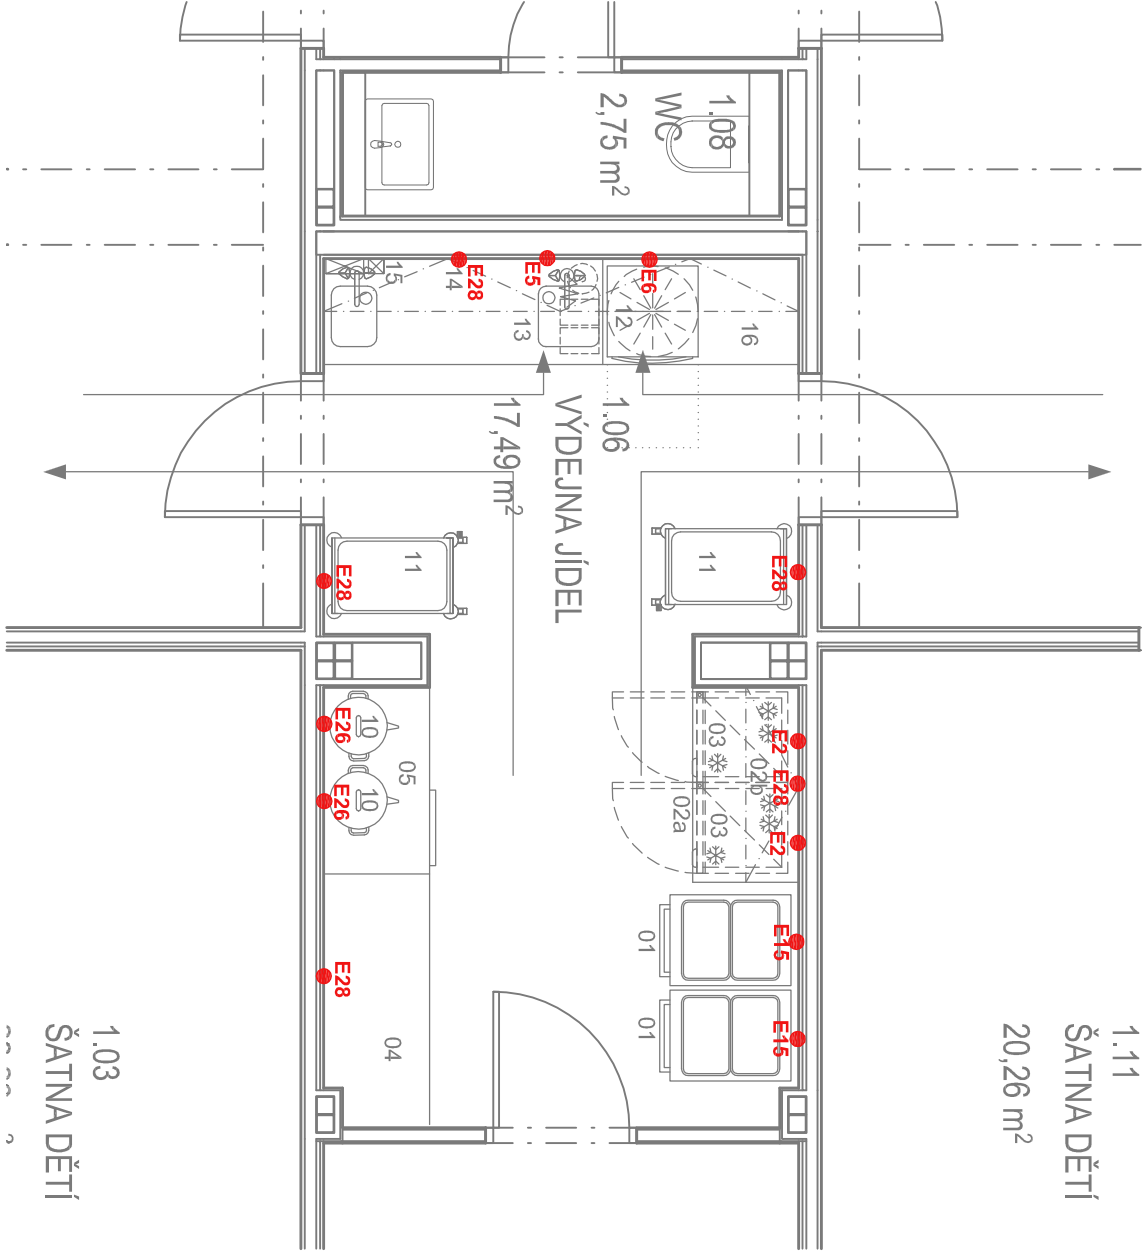 1.08
WC
2,75 m²
15
14
E28
E5
E6
13
12
16
1.06
VÝDEJNA JÍDEL
17,49 m²
11
E28
11
E28
10
E26
10
E26
05
03
02b
E2
E28
03
02a
E2
01
E15
01
E15
E28
04
1.03
ŠATNA DĚTÍ
1.11
ŠATNA DĚTÍ
20,26 m²